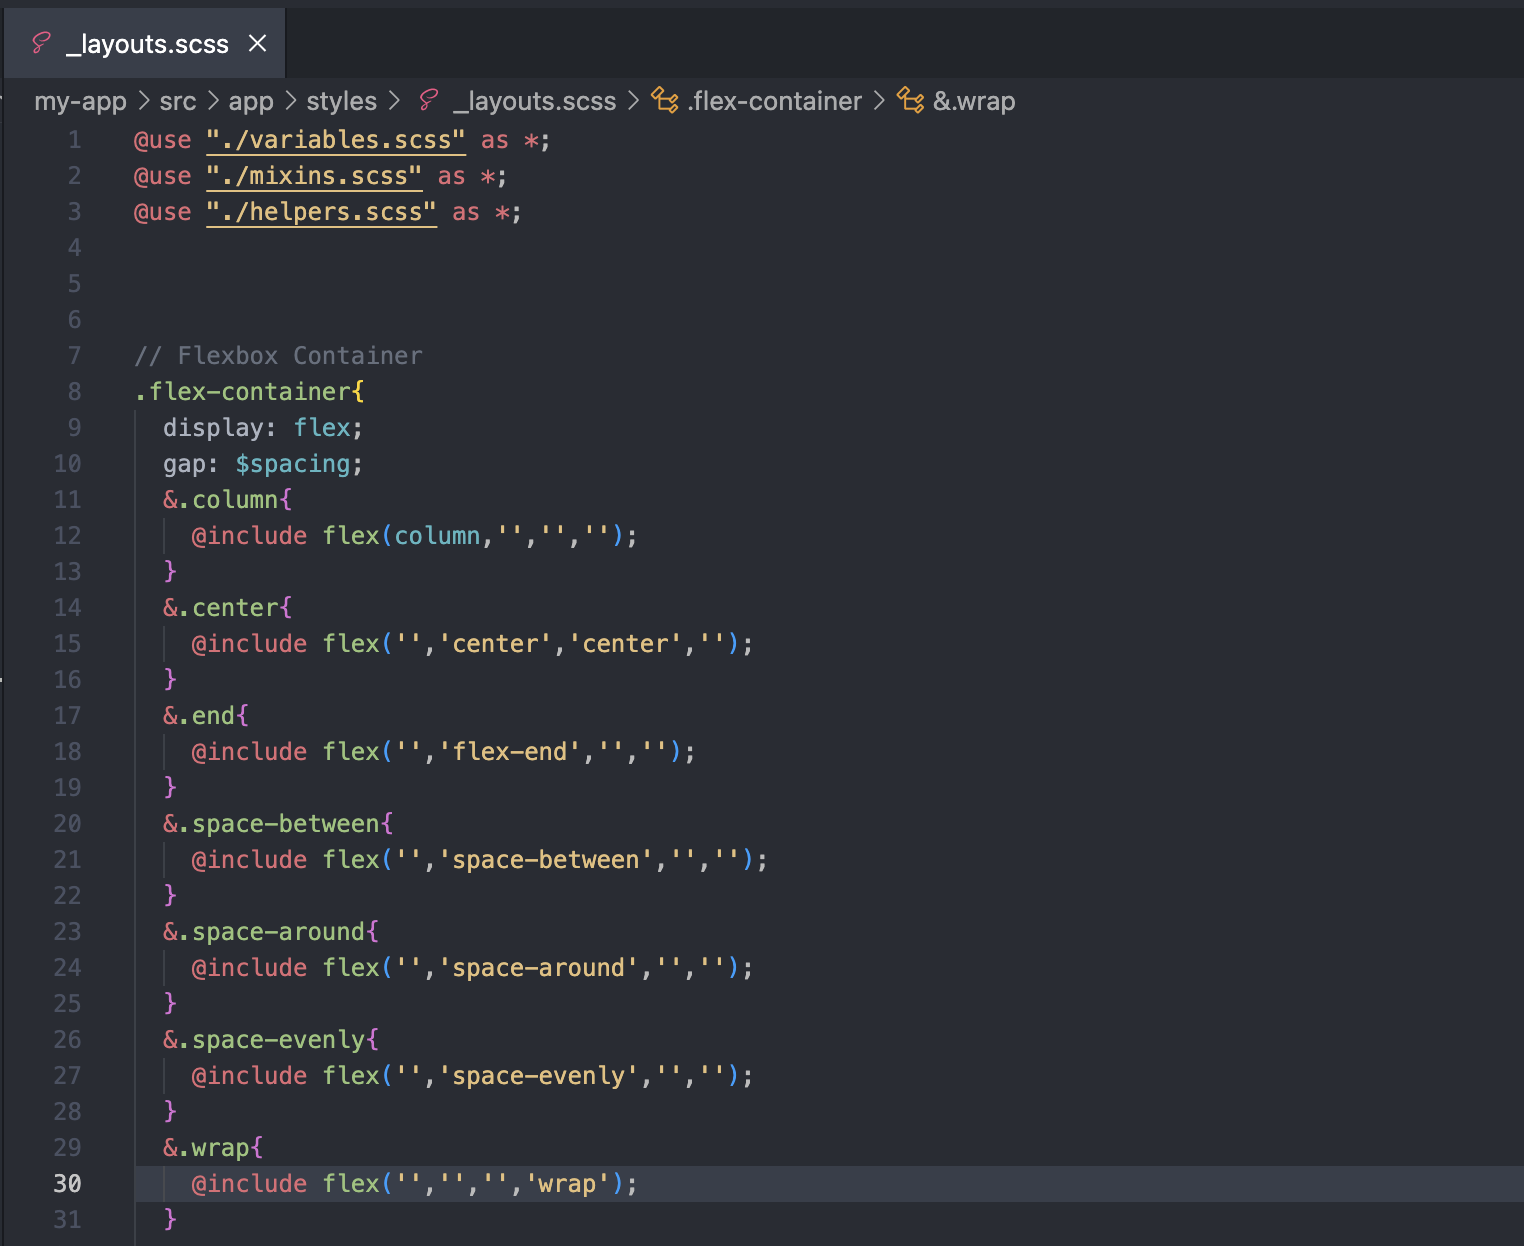 _layouts.scss
my-app > src > app > styles > _layouts.scss > .flex-container > &.wrap
1 @use "./variables.scss" as *;
2 @use "./mixins.scss" as *;
3 @use "./helpers.scss" as *;
4
5
6
7 // Flexbox Container
8 .flex-container{
9   display: flex;
10   gap: $spacing;
11   &.column{
12     @include flex(column,'','','');
13   }
14   &.center{
15     @include flex('','center','center','');
16   }
17   &.end{
18     @include flex('','flex-end','','');
19   }
20   &.space-between{
21     @include flex('','space-between','','');
22   }
23   &.space-around{
24     @include flex('','space-around','','');
25   }
26   &.space-evenly{
27     @include flex('','space-evenly','','');
28   }
29   &.wrap{
30     @include flex('','','','wrap');
31   }